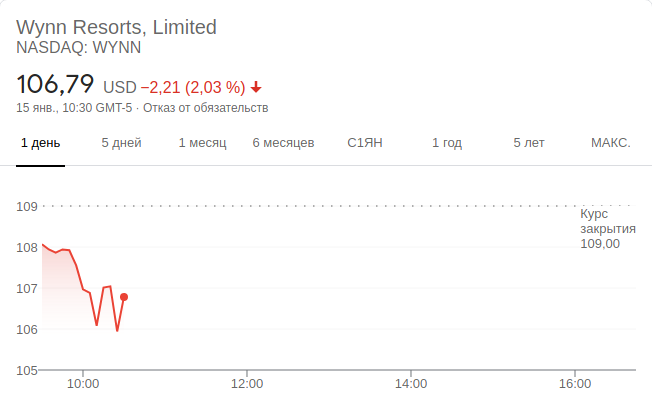 Wynn Resorts, Limited
NASDAQ: WYNN
106,79 USD −2,21 (2,03 %)
15 янв., 10:30 GMT-5 · Отказ от обязательств
1 день 5 дней 1 месяц 6 месяцев С1ЯН 1 год 5 лет МАКС.
109
Курс
закрытия
109,00
108
107
106
105
10:00 12:00 14:00 16:00